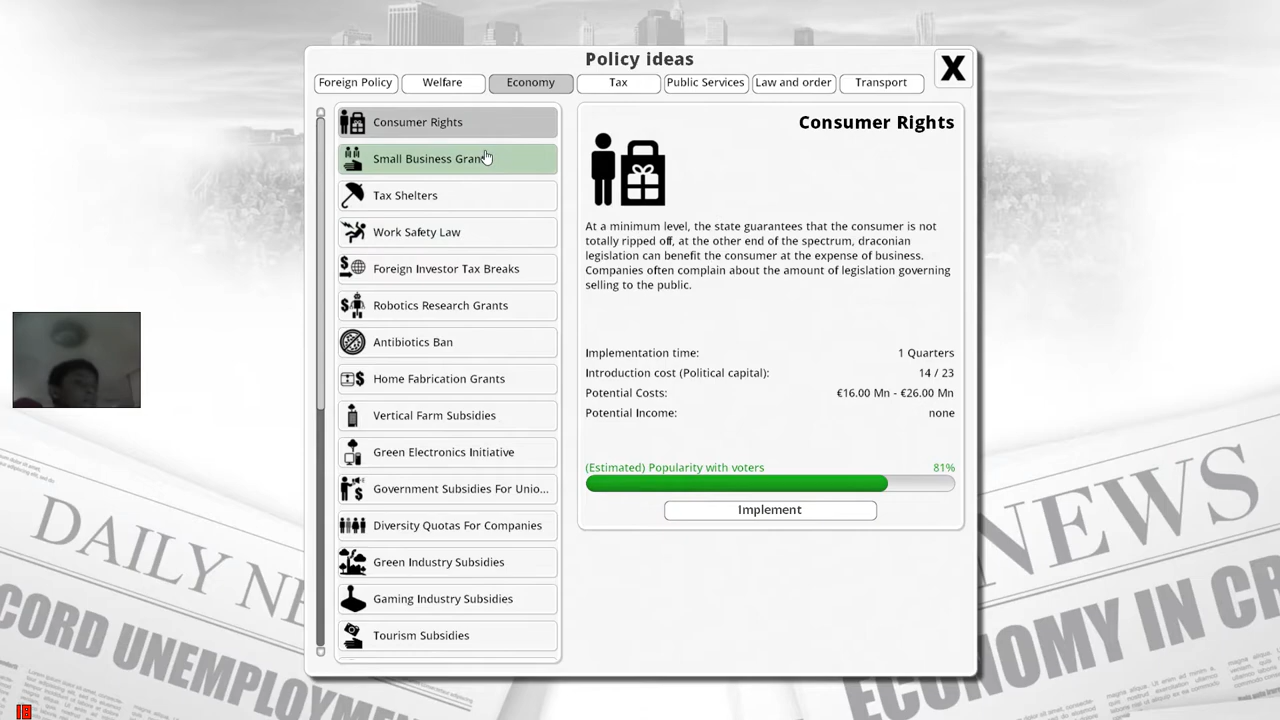 Policy ideas
X
Foreign Policy
Welfare
Economy
Tax
Public Services
Law and order
Transport
Consumer Rights
Small Business Grant
Tax Shelters
Work Safety Law
Foreign Investor Tax Breaks
Robotics Research Grants
Antibiotics Ban
Home Fabrication Grants
Vertical Farm Subsidies
Green Electronics Initiative
Government Subsidies For Unio...
Diversity Quotas For Companies
Green Industry Subsidies
Gaming Industry Subsidies
Tourism Subsidies
Consumer Rights
At a minimum level, the state guarantees that the consumer is not
totally ripped off, at the other end of the spectrum, draconian
legislation can benefit the consumer at the expense of business.
Companies often complain about the amount of legislation governing
selling to the public.
Implementation time: 1 Quarters
Introduction cost (Political capital): 14 / 23
Potential Costs: €16.00 Mn - €26.00 Mn
Potential Income: none
(Estimated) Popularity with voters 81%
Implement
DAILY NE
CORD UNEMPLOYM
NEWS
ECONOMY IN CR
18